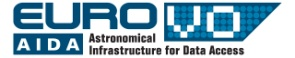 EURO VO
AIDA Astronomical
Infrastructure for Data Access